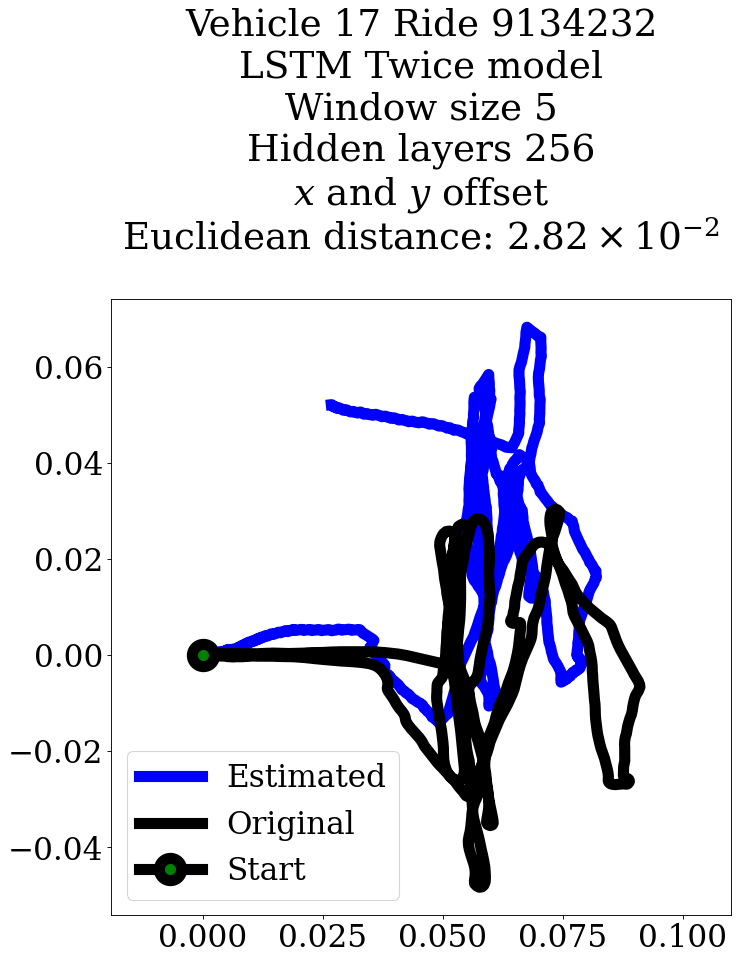 Vehicle 17 Ride 9134232
LSTM Twice model
Window size 5
Hidden layers 256
x and y offset
Euclidean distance: 2.82 × 10⁻²
0.06
0.04
0.02
0.00
−0.02
−0.04
Estimated
Original
Start
0.000 0.025 0.050 0.075 0.100